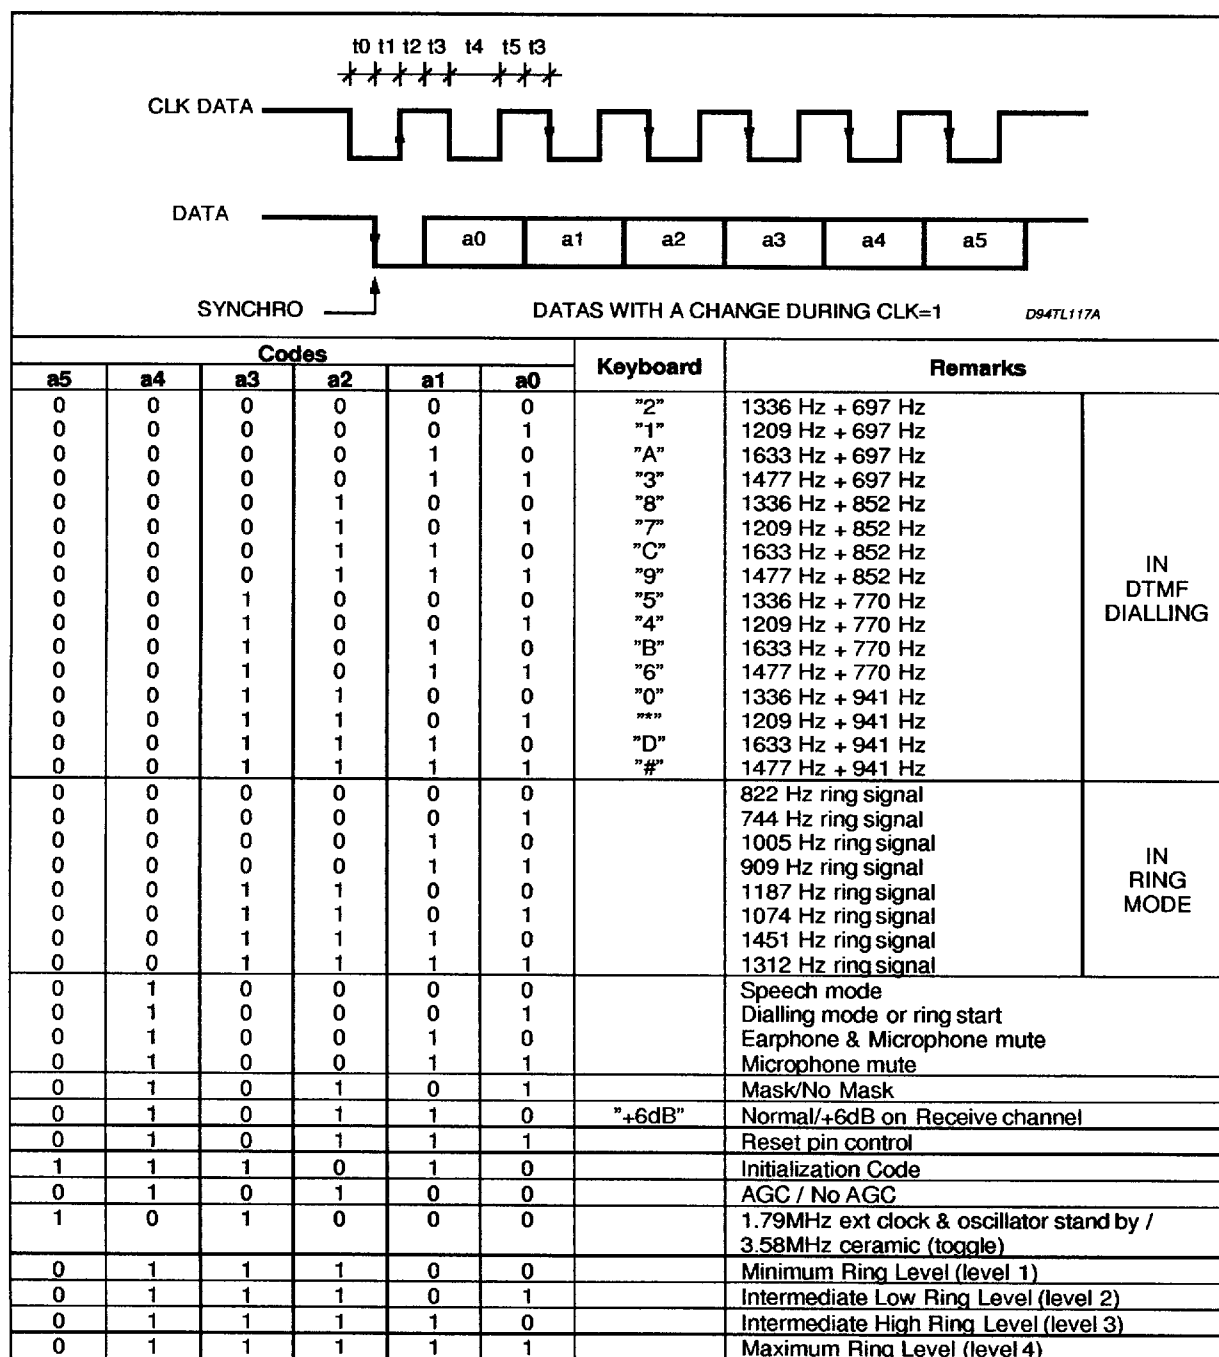 t0 t1 t2 t3 t4 t5 t3
CLK DATA
DATA
a0 a1 a2 a3 a4 a5
SYNCHRO
DATAS WITH A CHANGE DURING CLK=1
D94TL117A
Codes Keyboard Remarks
a5 a4 a3 a2 a1 a0
0 0 0 0 0 0 "2" 1336 Hz + 697 Hz
0 0 0 0 0 1 "1" 1209 Hz + 697 Hz
0 0 0 0 1 0 "A" 1633 Hz + 697 Hz
0 0 0 0 1 1 "3" 1477 Hz + 697 Hz
0 0 0 1 0 0 "8" 1336 Hz + 852 Hz
0 0 0 1 0 1 "7" 1209 Hz + 852 Hz
0 0 0 1 1 0 "C" 1633 Hz + 852 Hz
0 0 0 1 1 1 "9" 1477 Hz + 852 Hz
0 0 1 0 0 0 "5" 1336 Hz + 770 Hz
0 0 1 0 0 1 "4" 1209 Hz + 770 Hz
0 0 1 0 1 0 "B" 1633 Hz + 770 Hz
0 0 1 0 1 1 "6" 1477 Hz + 770 Hz
0 0 1 1 0 0 "0" 1336 Hz + 941 Hz
0 0 1 1 0 1 "*" 1209 Hz + 941 Hz
0 0 1 1 1 0 "D" 1633 Hz + 941 Hz
0 0 1 1 1 1 "#" 1477 Hz + 941 Hz
IN
DTMF
DIALLING
0 0 0 0 0 0 822 Hz ring signal
0 0 0 0 0 1 744 Hz ring signal
0 0 0 0 1 0 1005 Hz ring signal
0 0 0 0 1 1 909 Hz ring signal
0 0 1 1 0 0 1187 Hz ring signal
0 0 1 1 0 1 1074 Hz ring signal
0 0 1 1 1 0 1451 Hz ring signal
0 0 1 1 1 1 1312 Hz ring signal
IN
RING
MODE
0 1 0 0 0 0 Speech mode
0 1 0 0 0 1 Dialling mode or ring start
0 1 0 0 1 0 Earphone & Microphone mute
0 1 0 0 1 1 Microphone mute
0 1 0 1 0 1 Mask/No Mask
0 1 0 1 1 0 "+6dB" Normal/+6dB on Receive channel
0 1 0 1 1 1 Reset pin control
1 1 1 0 1 0 Initialization Code
0 1 0 1 0 0 AGC / No AGC
1 0 1 0 0 0 1.79MHz ext clock & oscillator stand by /
3.58MHz ceramic (toggle)
0 1 1 1 0 0 Minimum Ring Level (level 1)
0 1 1 1 0 1 Intermediate Low Ring Level (level 2)
0 1 1 1 1 0 Intermediate High Ring Level (level 3)
0 1 1 1 1 1 Maximum Ring Level (level 4)